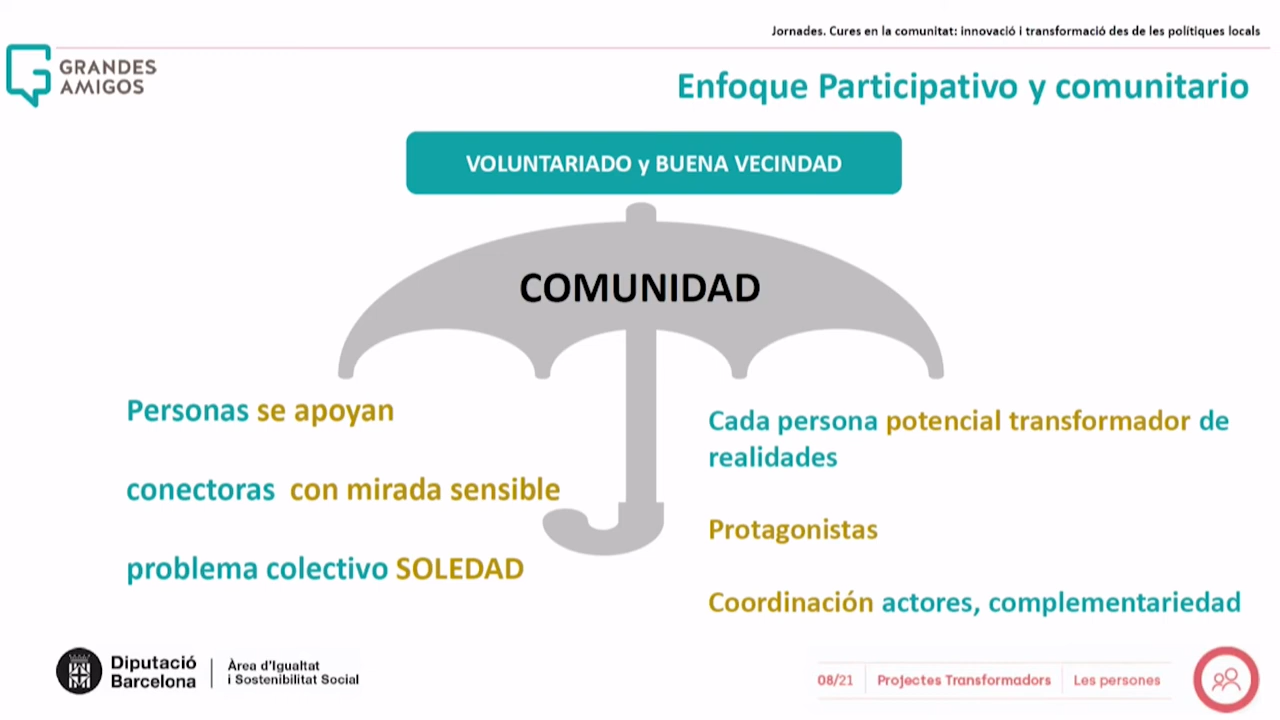 Jornades. Cures en la comunitat: innovació i transformació des de les polítiques locals
GRANDES
AMIGOS
Enfoque Participativo y comunitario
VOLUNTARIADO y BUENA VECINDAD
COMUNIDAD
Personas se apoyan
conectoras con mirada sensible
problema colectivo SOLEDAD
Cada persona potencial transformador de
realidades
Protagonistas
Coordinación actores, complementariedad
Diputació
Barcelona
Àrea d'Igualtat
i Sostenibilitat Social
08/21 Projectes Transformadors Les persones